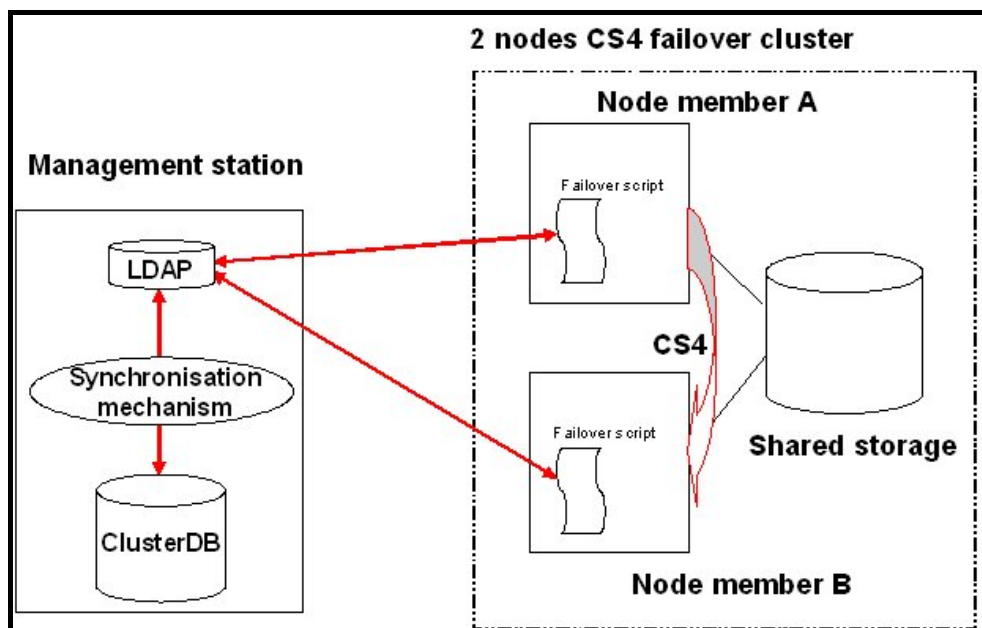 2 nodes CS4 failover cluster
Node member A
Management station
Failover script
LDAP
CS4
Synchronisation
mechanism
Failover script
Shared storage
ClusterDB
Node member B